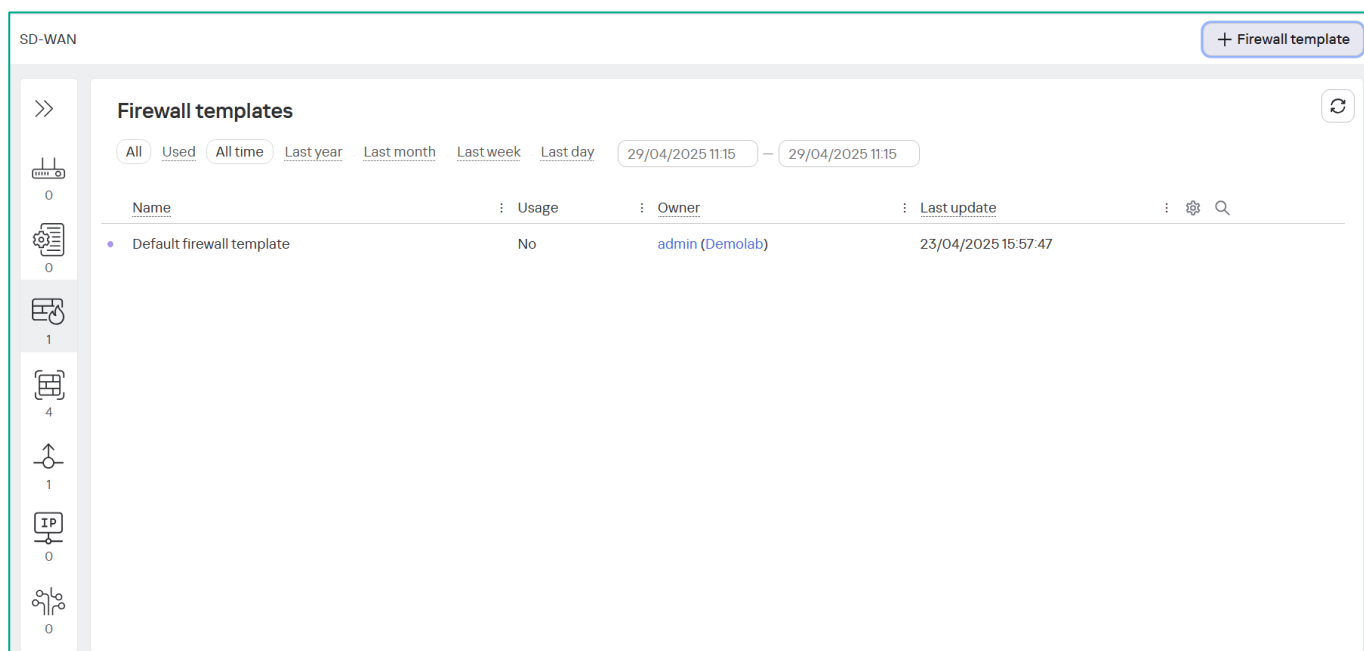 SD-WAN
+ Firewall template
Firewall templates
All Used All time Last year Last month Last week Last day 29/04/2025 11:15 — 29/04/2025 11:15
Name Usage Owner Last update
Default firewall template No admin (Demolab) 23/04/2025 15:57:47
0
0
1
4
1
IP
0
0